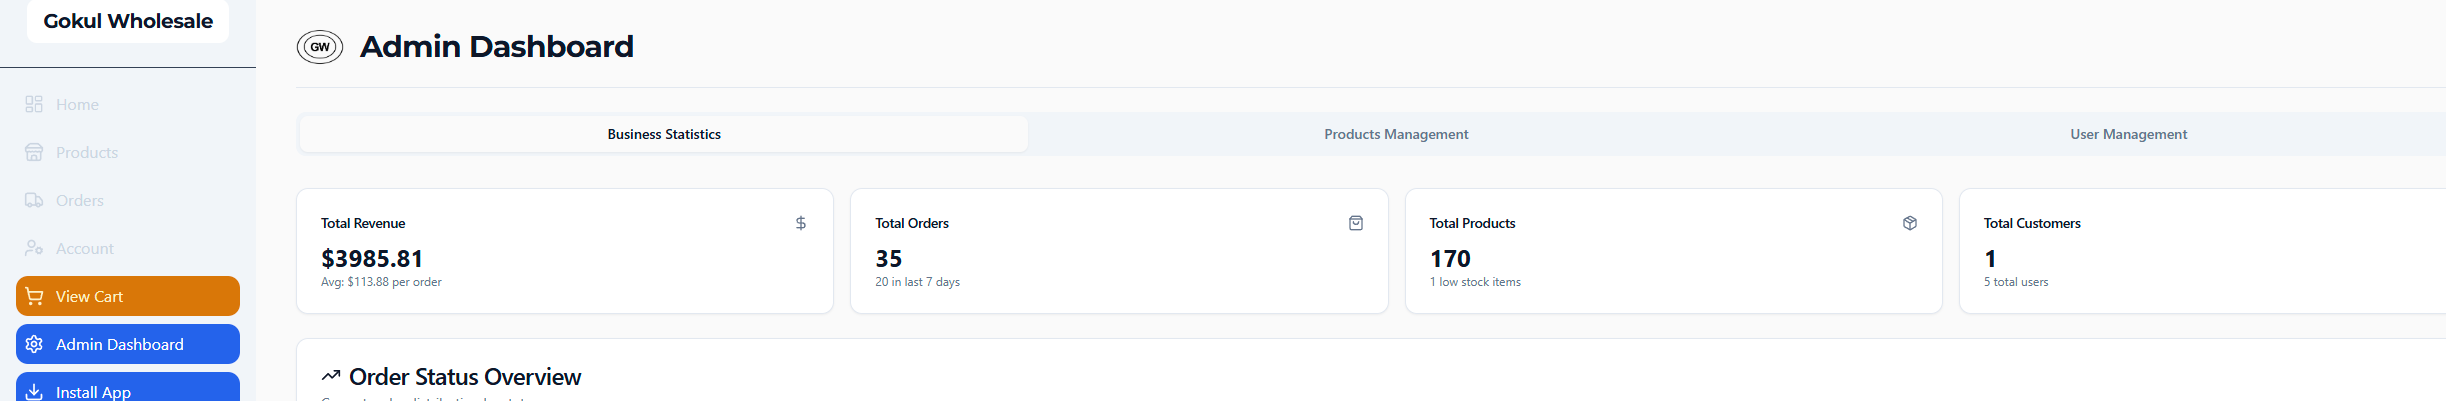 Gokul Wholesale
Home
Products
Orders
Account
View Cart
Admin Dashboard
Install App
GW
Admin Dashboard
Business Statistics
Products Management
User Management
Total Revenue
$3985.81
Avg: $113.88 per order
Total Orders
35
20 in last 7 days
Total Products
170
1 low stock items
Total Customers
1
5 total users
Order Status Overview